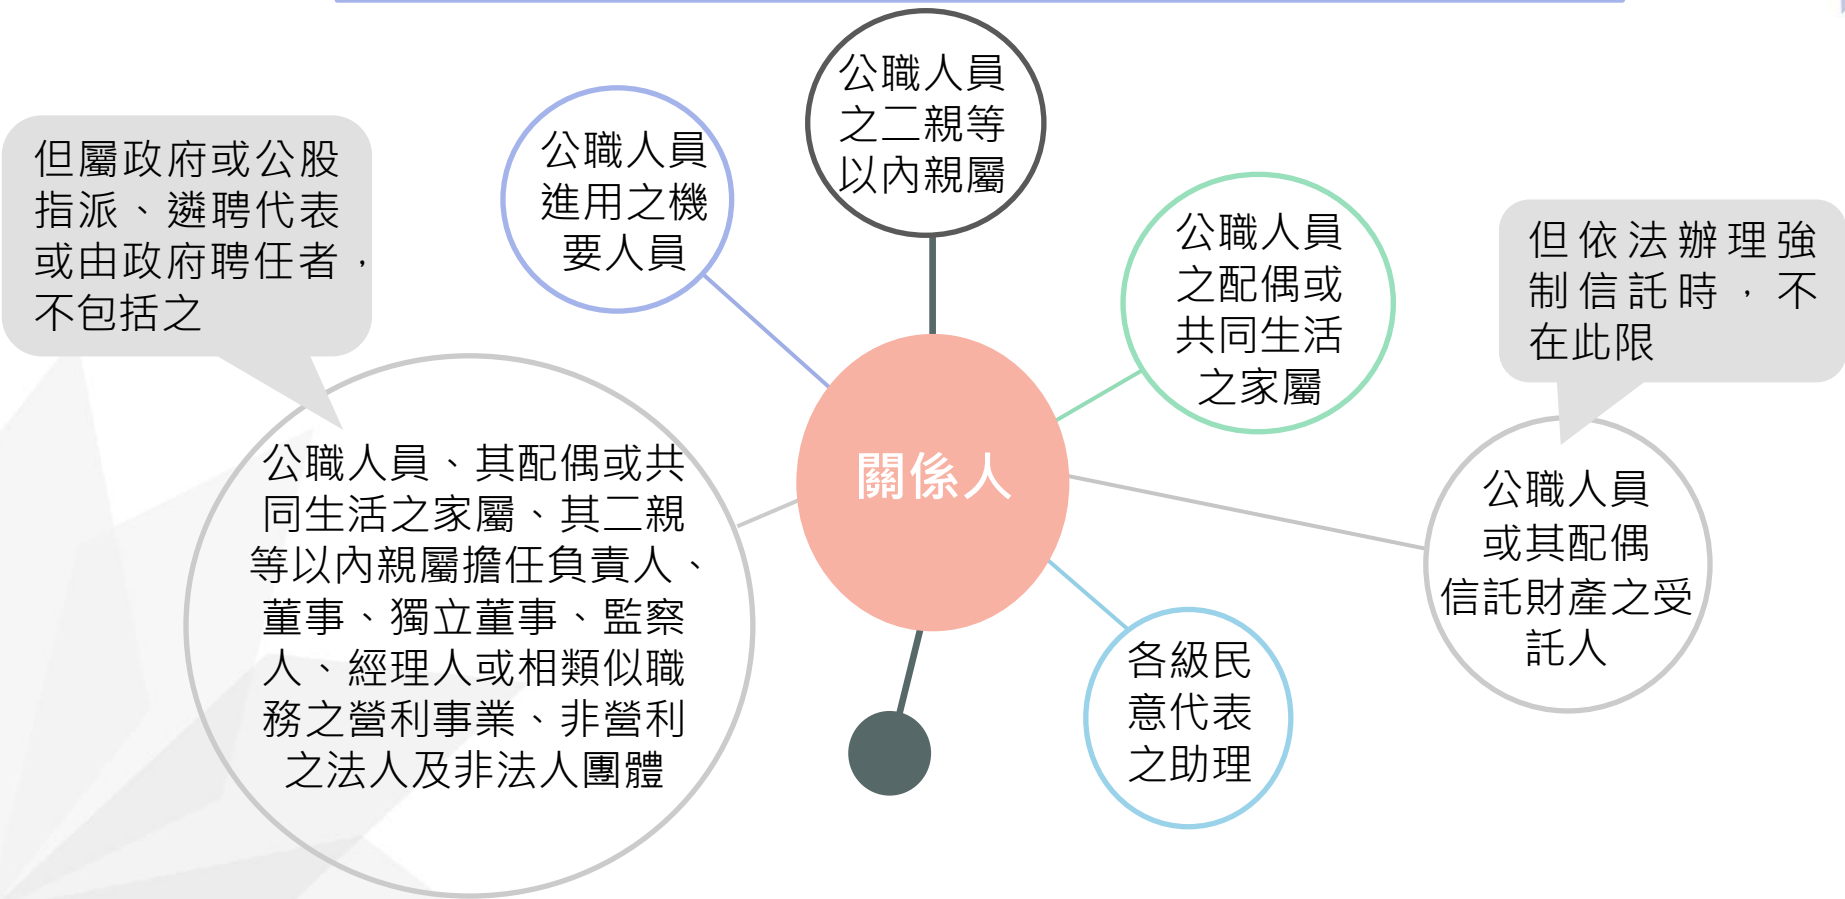 公職人員
之二親等
以內親屬
公職人員
進用之機
要人員
但屬政府或公股
指派、遴聘代表
或由政府聘任者，
不包括之
公職人員
之配偶或
共同生活
之家屬
但依法辦理強
制信託時，不
在此限
關係人
公職人員、其配偶或共
同生活之家屬、其二親
等以內親屬擔任負責人、
董事、獨立董事、監察
人、經理人或相類似職
務之營利事業、非營利
之法人及非法人團體
公職人員
或其配偶
信託財產之受
託人
各級民
意代表
之助理